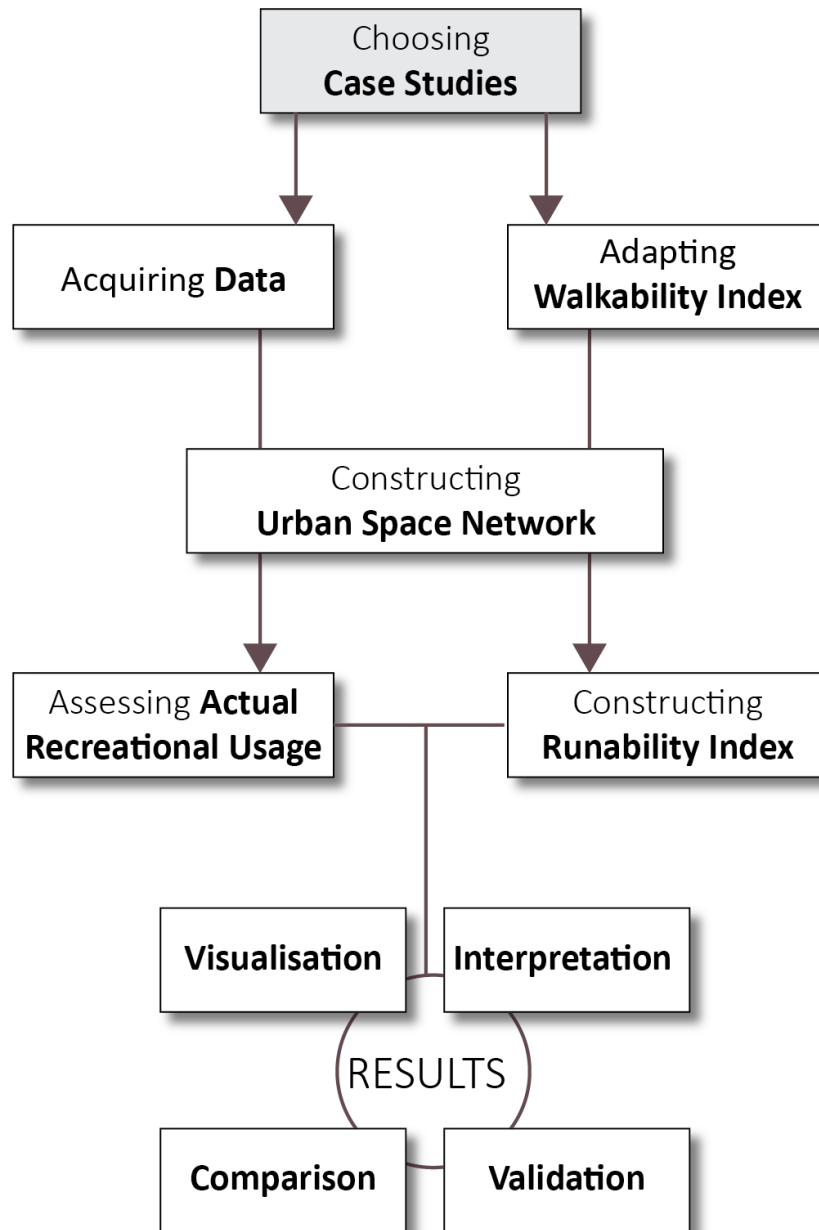 Choosing
Case Studies
Acquiring Data
Adapting
Walkability Index
Constructing
Urban Space Network
Assessing Actual
Recreational Usage
Constructing
Runability Index
Visualisation
Interpretation
RESULTS
Comparison
Validation